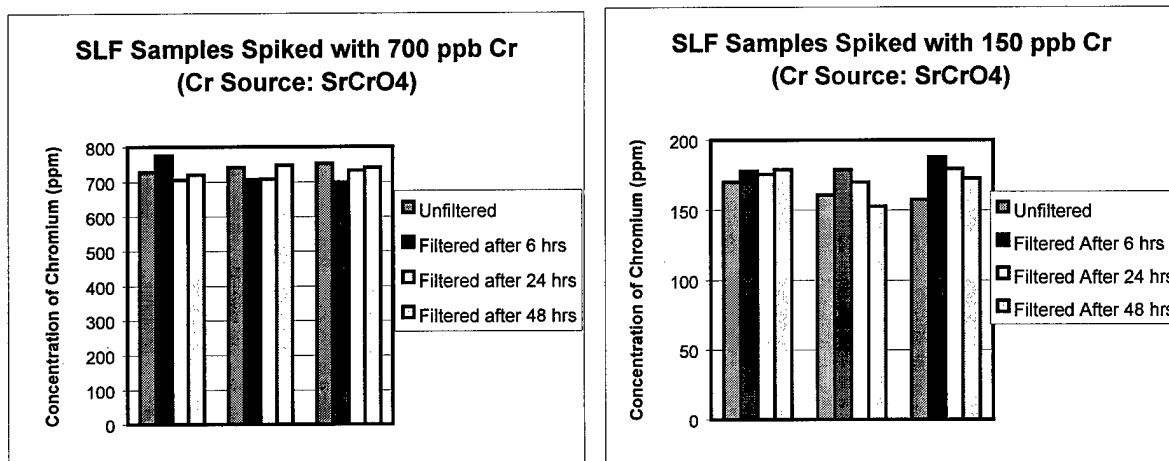 SLF Samples Spiked with 700 ppb Cr
(Cr Source: SrCrO4)
Concentration of Chromium (ppm)
800
700
600
500
400
300
200
100
0
Unfiltered
Filtered after 6 hrs
Filtered after 24 hrs
Filtered after 48 hrs
SLF Samples Spiked with 150 ppb Cr
(Cr Source: SrCrO4)
Concentration of Chromium (ppm)
200
150
100
50
0
Unfiltered
Filtered After 6 hrs
Filtered After 24 hrs
Filtered After 48 hrs